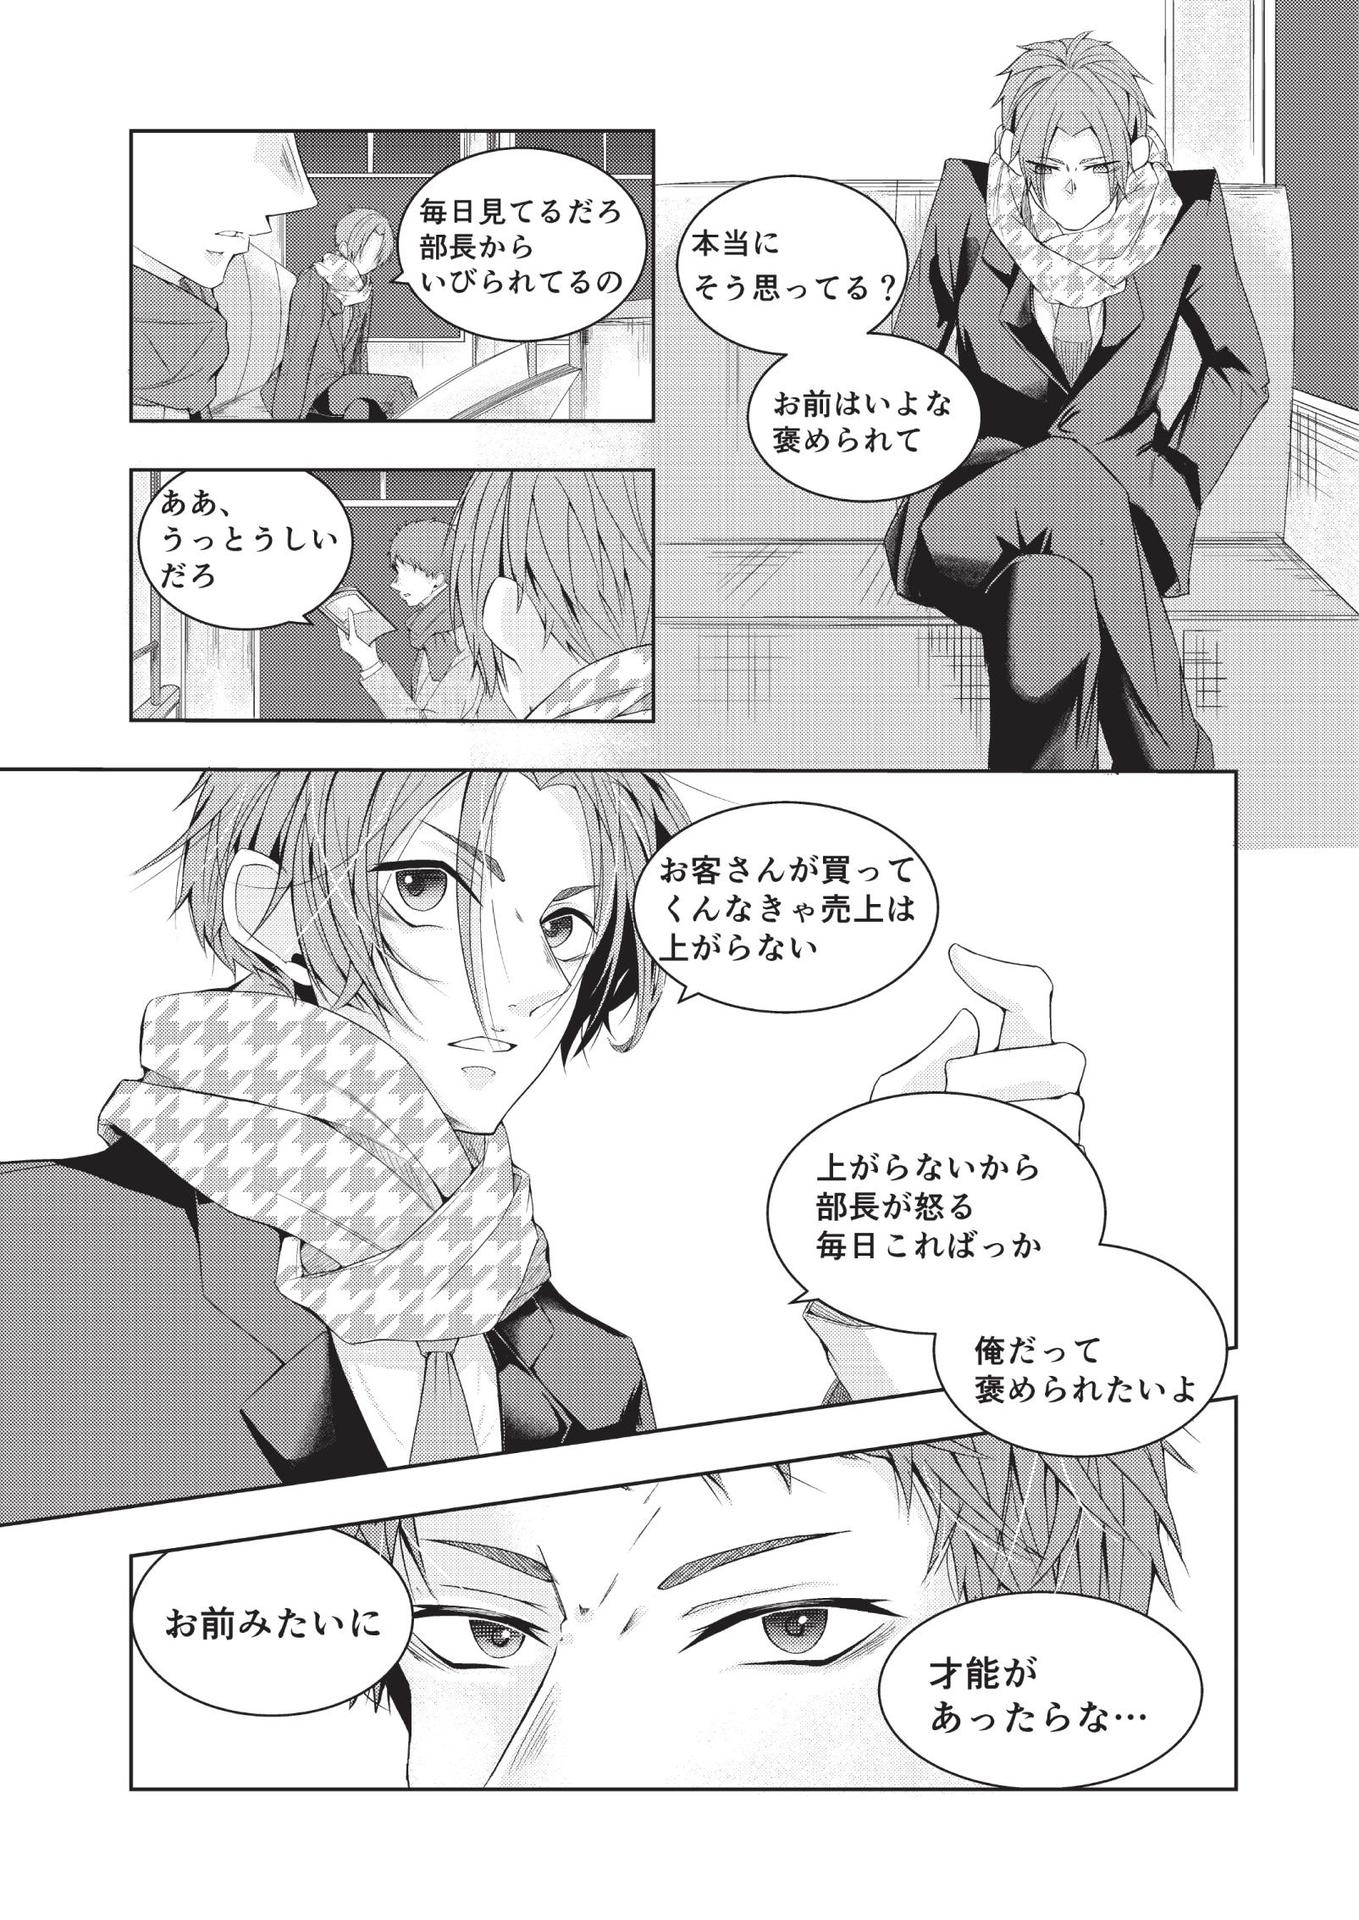 毎日見てるだろ
部長から
いびられてるの
ああ、
うっとうしい
だろ
本当に
そう思ってる？
お前はいよな
褒められて
お客さんが買って
くんなきゃ売上は
上がらない
上がらないから
部長が怒る
毎日こればっか
俺だって
褒められたいよ
お前みたいに
才能が
あったらな…